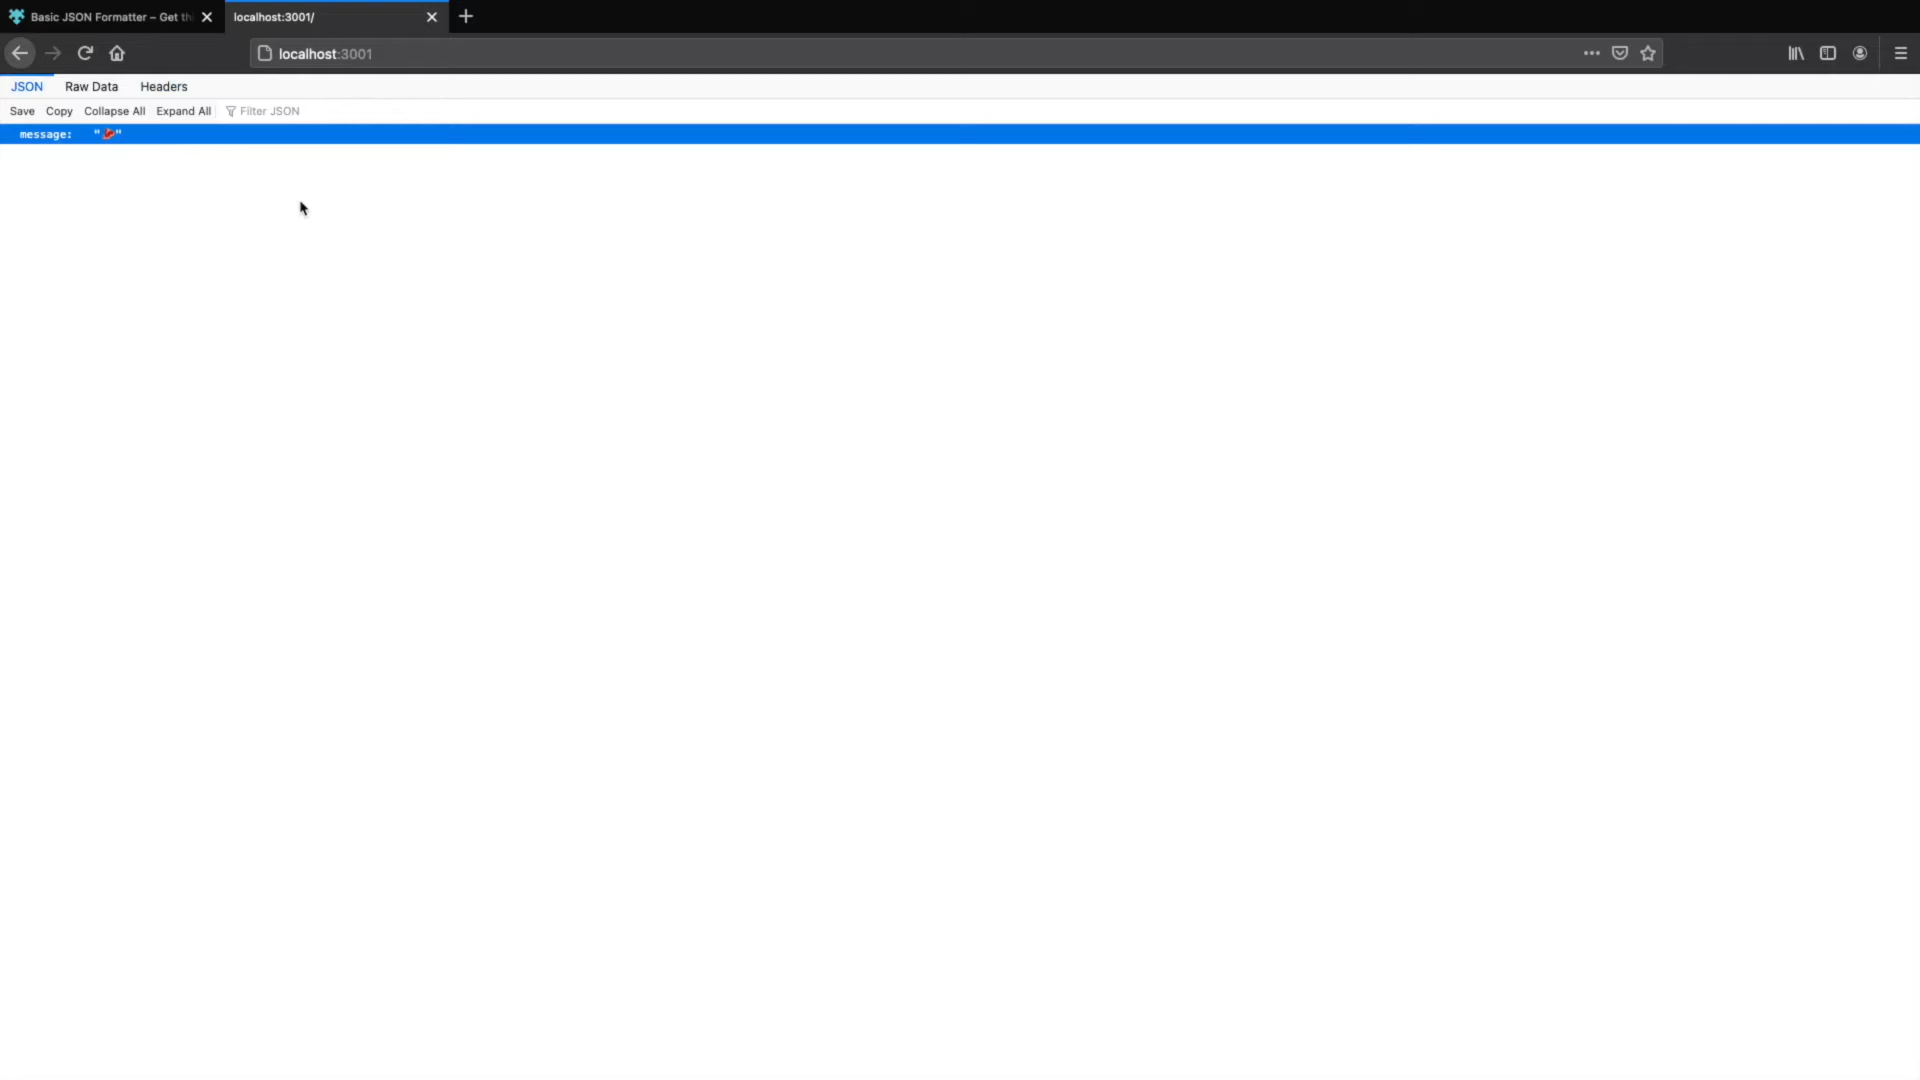 Basic JSON Formatter – Get th
localhost:3001/
localhost:3001
JSON Raw Data Headers
Save Copy Collapse All Expand All Filter JSON
message: ""